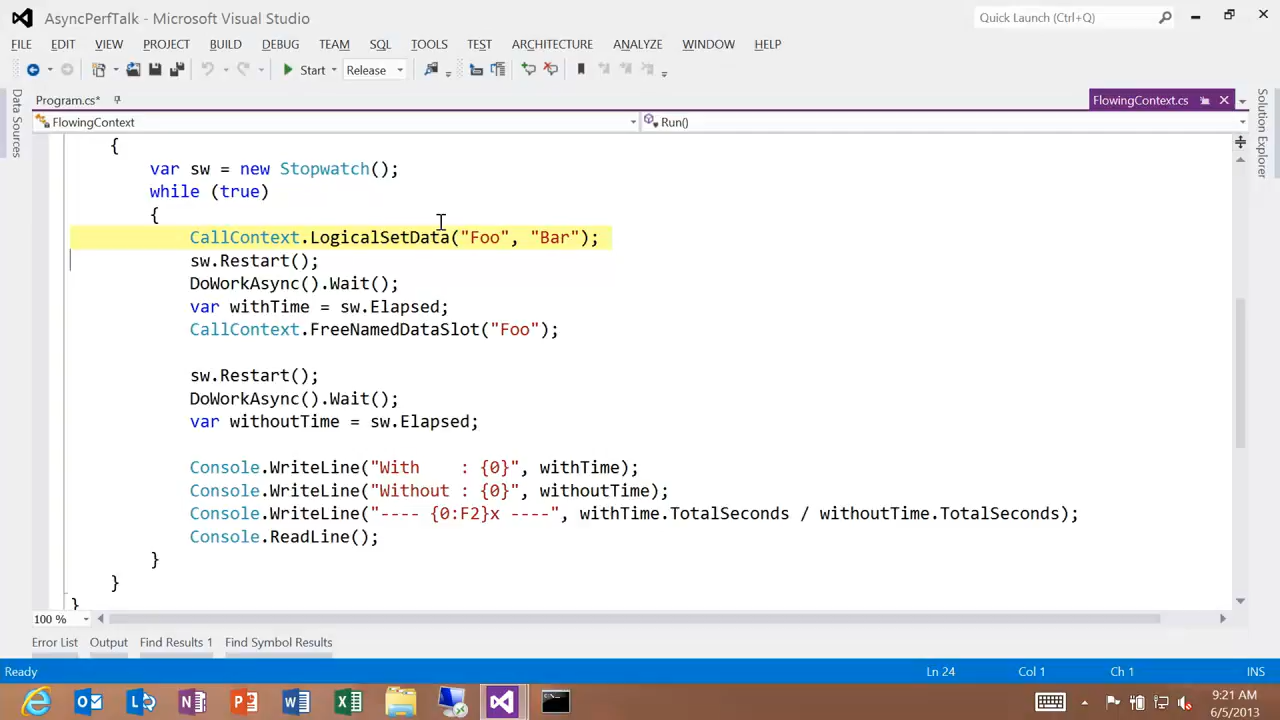 AsyncPerfTalk - Microsoft Visual Studio
Quick Launch (Ctrl+Q)
FILE EDIT VIEW PROJECT BUILD DEBUG TEAM SQL TOOLS TEST ARCHITECTURE ANALYZE WINDOW HELP
Start Release
Program.cs* FlowingContext.cs
FlowingContext Run()
Data Sources
Solution Explorer
{
var sw = new Stopwatch();
while (true)
{
CallContext.LogicalSetData("Foo", "Bar");
sw.Restart();
DoWorkAsync().Wait();
var withTime = sw.Elapsed;
CallContext.FreeNamedDataSlot("Foo");
sw.Restart();
DoWorkAsync().Wait();
var withoutTime = sw.Elapsed;
Console.WriteLine("With    : {0}", withTime);
Console.WriteLine("Without : {0}", withoutTime);
Console.WriteLine("---- {0:F2}x ----", withTime.TotalSeconds / withoutTime.TotalSeconds);
Console.ReadLine();
}
}
}
100 %
Error List Output Find Results 1 Find Symbol Results
Ready Ln 24 Col 1 Ch 1 INS
9:21 AM
6/5/2013